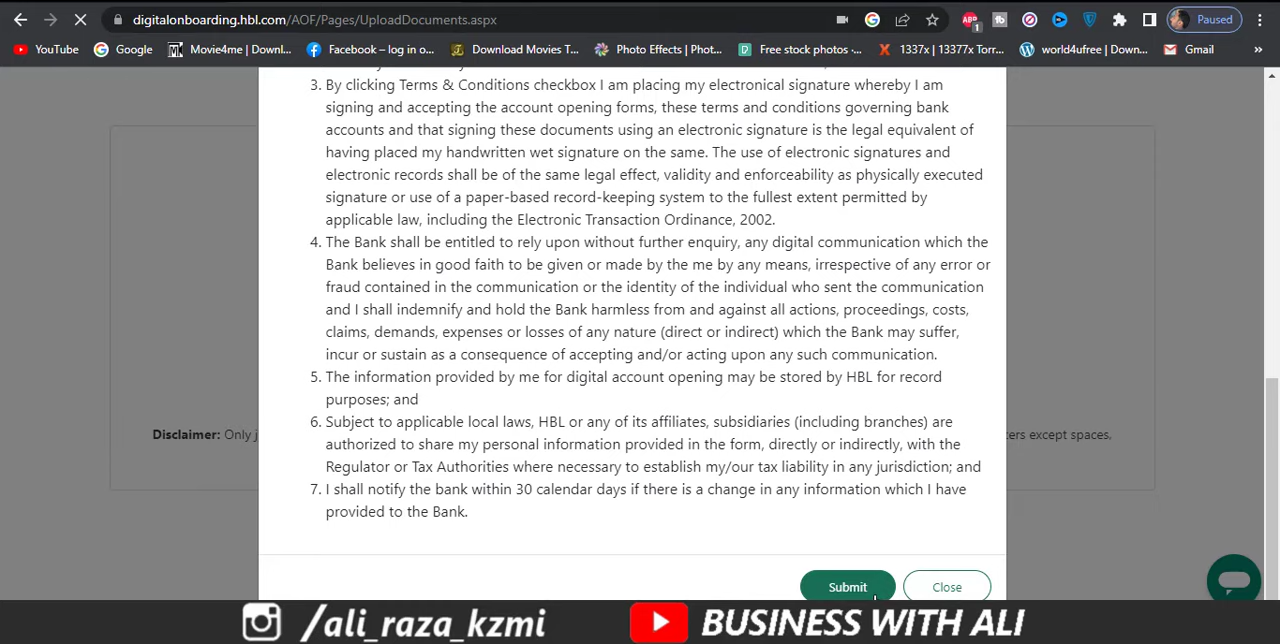 digitalonboarding.hbl.com/AOF/Pages/UploadDocuments.aspx
ABP
1
Paused
YouTube
Google
Movie4me | Downl...
Facebook – log in o...
Download Movies T...
Photo Effects | Phot...
Free stock photos ·...
1337x | 13377x Torr...
world4ufree | Down...
Gmail
»
3. By clicking Terms & Conditions checkbox I am placing my electronical signature whereby I am
signing and accepting the account opening forms, these terms and conditions governing bank
accounts and that signing these documents using an electronic signature is the legal equivalent of
having placed my handwritten wet signature on the same. The use of electronic signatures and
electronic records shall be of the same legal effect, validity and enforceability as physically executed
signature or use of a paper-based record-keeping system to the fullest extent permitted by
applicable law, including the Electronic Transaction Ordinance, 2002.
4. The Bank shall be entitled to rely upon without further enquiry, any digital communication which the
Bank believes in good faith to be given or made by the me by any means, irrespective of any error or
fraud contained in the communication or the identity of the individual who sent the communication
and I shall indemnify and hold the Bank harmless from and against all actions, proceedings, costs,
claims, demands, expenses or losses of any nature (direct or indirect) which the Bank may suffer,
incur or sustain as a consequence of accepting and/or acting upon any such communication.
5. The information provided by me for digital account opening may be stored by HBL for record
purposes; and
6. Subject to applicable local laws, HBL or any of its affiliates, subsidiaries (including branches) are
authorized to share my personal information provided in the form, directly or indirectly, with the
Regulator or Tax Authorities where necessary to establish my/our tax liability in any jurisdiction; and
7. I shall notify the bank within 30 calendar days if there is a change in any information which I have
provided to the Bank.
Disclaimer: Only j
ters except spaces,
Submit
Close
/ali_raza_kzmi
BUSINESS WITH ALI